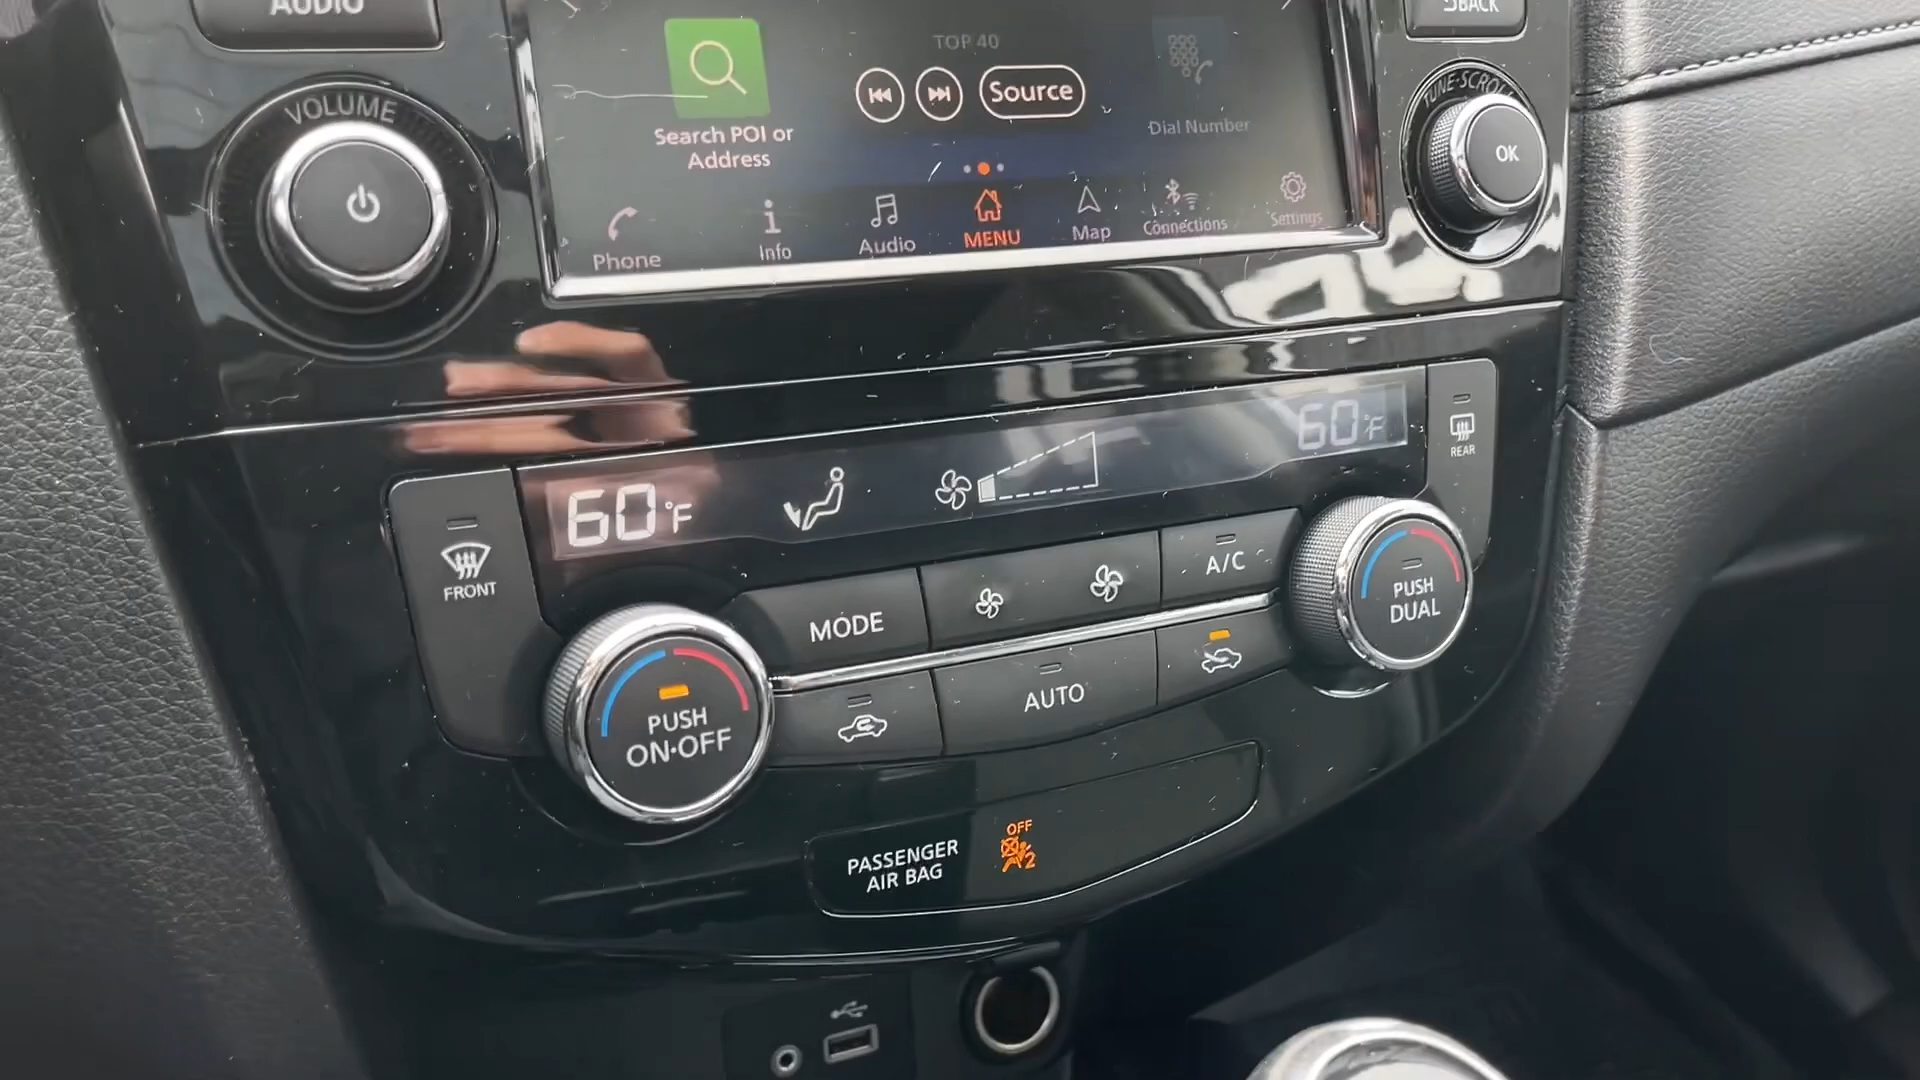 AUDIO
BACK
VOLUME
TUNE·SCROLL
OK
TOP 40
Source
Search POI or
Address
Dial Number
Phone
Info
Audio
MENU
Map
Connections
Settings
60°F
60°F
REAR
FRONT
MODE
A/C
PUSH
DUAL
PUSH
ON·OFF
AUTO
PASSENGER
AIR BAG
OFF
2